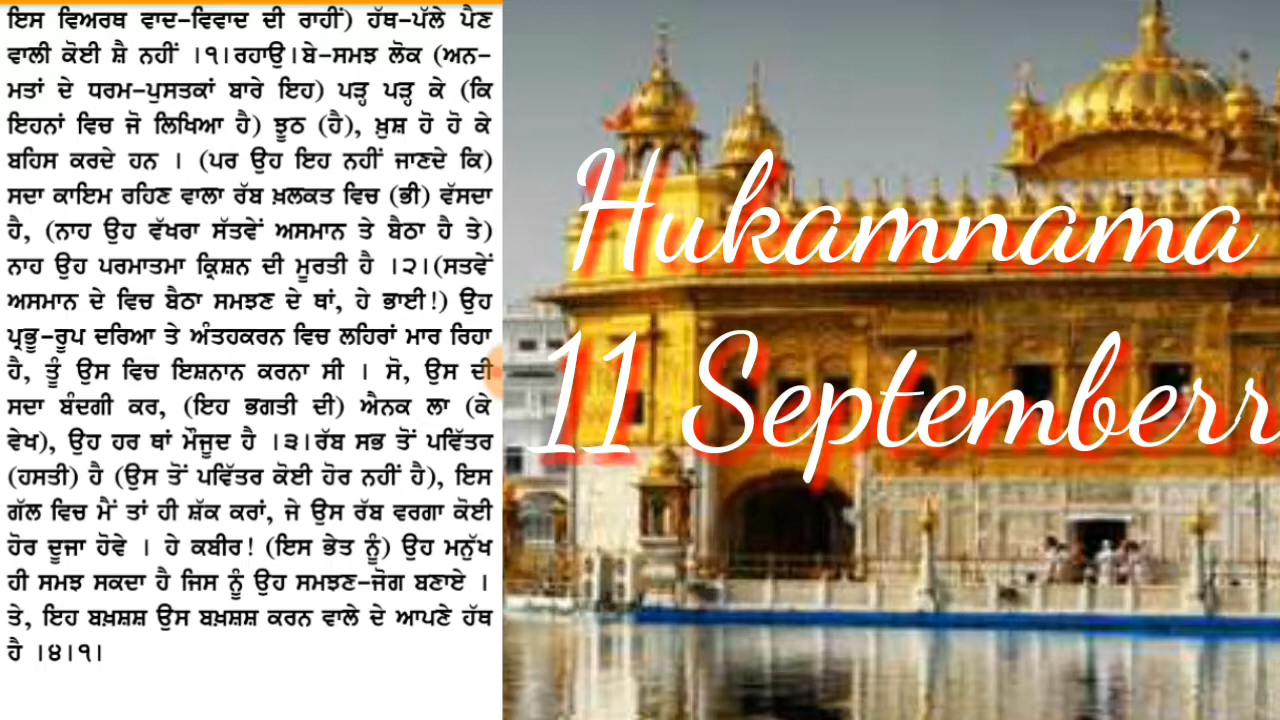 ਇਸ ਵਿਅਰਥ ਵਾਦ-ਵਿਵਾਦ ਦੀ ਰਾਹੀਂ) ਹੱਥ-ਪੱਲੇ ਪੈਣ
ਵਾਲੀ ਕੋਈ ਸ਼ੈ ਨਹੀਂ ।੧।ਰਹਾਉ।ਬੇ-ਸਮਝ ਲੋਕ (ਅਨ-
ਮਤਾਂ ਦੇ ਧਰਮ-ਪੁਸਤਕਾਂ ਬਾਰੇ ਇਹ) ਪੜ੍ਹ ਪੜ੍ਹ ਕੇ (ਕਿ
ਇਹਨਾਂ ਵਿਚ ਜੋ ਲਿਖਿਆ ਹੈ) ਝੂਠ (ਹੈ), ਖ਼ੁਸ਼ ਹੋ ਹੋ ਕੇ
ਬਹਿਸ ਕਰਦੇ ਹਨ । (ਪਰ ਉਹ ਇਹ ਨਹੀਂ ਜਾਣਦੇ ਕਿ)
ਸਦਾ ਕਾਇਮ ਰਹਿਣ ਵਾਲਾ ਰੱਬ ਖ਼ਲਕਤ ਵਿਚ (ਭੀ) ਵੱਸਦਾ
ਹੈ, (ਨਾਹ ਉਹ ਵੱਖਰਾ ਸੱਤਵੇਂ ਅਸਮਾਨ ਤੇ ਬੈਠਾ ਹੈ ਤੇ)
ਨਾਹ ਉਹ ਪਰਮਾਤਮਾ ਕ੍ਰਿਸ਼ਨ ਦੀ ਮੂਰਤੀ ਹੈ ।੨।(ਸਤਵੇਂ
ਅਸਮਾਨ ਦੇ ਵਿਚ ਬੈਠਾ ਸਮਝਣ ਦੇ ਥਾਂ, ਹੇ ਭਾਈ!) ਉਹ
ਪ੍ਰਭੂ-ਰੂਪ ਦਰਿਆ ਤੇ ਅੰਤਹਕਰਨ ਵਿਚ ਲਹਿਰਾਂ ਮਾਰ ਰਿਹਾ
ਹੈ, ਤੂੰ ਉਸ ਵਿਚ ਇਸ਼ਨਾਨ ਕਰਨਾ ਸੀ । ਸੋ, ਉਸ ਦੀ
ਸਦਾ ਬੰਦਗੀ ਕਰ, (ਇਹ ਭਗਤੀ ਦੀ) ਐਨਕ ਲਾ (ਕੇ
ਵੇਖ), ਉਹ ਹਰ ਥਾਂ ਮੌਜੂਦ ਹੈ ।੩।ਰੱਬ ਸਭ ਤੋਂ ਪਵਿੱਤਰ
(ਹਸਤੀ) ਹੈ (ਉਸ ਤੋਂ ਪਵਿੱਤਰ ਕੋਈ ਹੋਰ ਨਹੀਂ ਹੈ), ਇਸ
ਗੱਲ ਵਿਚ ਮੈਂ ਤਾਂ ਹੀ ਸ਼ੱਕ ਕਰਾਂ, ਜੇ ਉਸ ਰੱਬ ਵਰਗਾ ਕੋਈ
ਹੋਰ ਦੂਜਾ ਹੋਵੇ । ਹੇ ਕਬੀਰ! (ਇਸ ਭੇਤ ਨੂੰ) ਉਹ ਮਨੁੱਖ
ਹੀ ਸਮਝ ਸਕਦਾ ਹੈ ਜਿਸ ਨੂੰ ਉਹ ਸਮਝਣ-ਜੋਗ ਬਣਾਏ ।
ਤੇ, ਇਹ ਬਖ਼ਸ਼ਸ਼ ਉਸ ਬਖ਼ਸ਼ਸ਼ ਕਰਨ ਵਾਲੇ ਦੇ ਆਪਣੇ ਹੱਥ
ਹੈ ।੪।੧।
Hukamnama
11 Septemberr